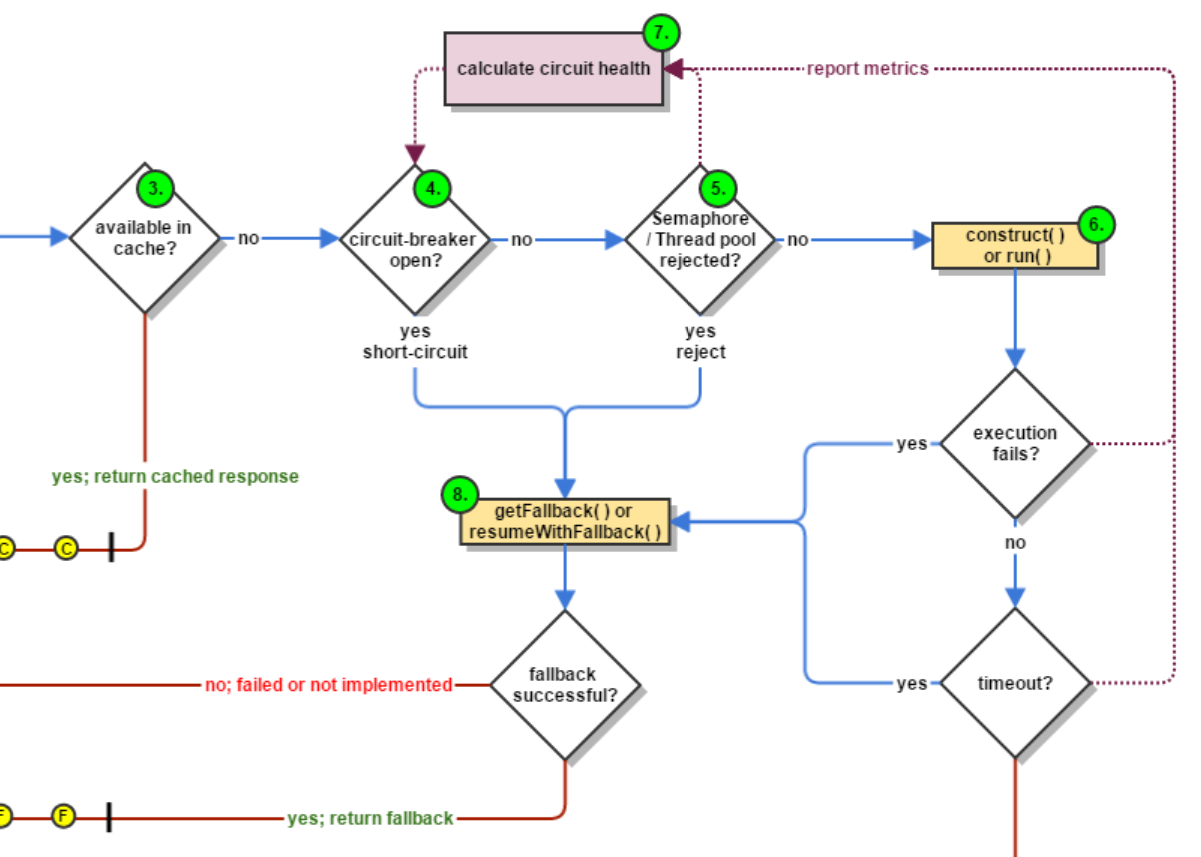 7.
calculate circuit health
report metrics
3.
available in
cache?
no
4.
circuit-breaker
open?
no
5.
Semaphore
/ Thread pool
rejected?
no
6.
construct( )
or run( )
yes
short-circuit
yes
reject
execution
fails?
yes
no
yes; return cached response
C
C
8.
getFallback( ) or
resumeWithFallback( )
fallback
successful?
no; failed or not implemented
timeout?
yes
F
F
yes; return fallback